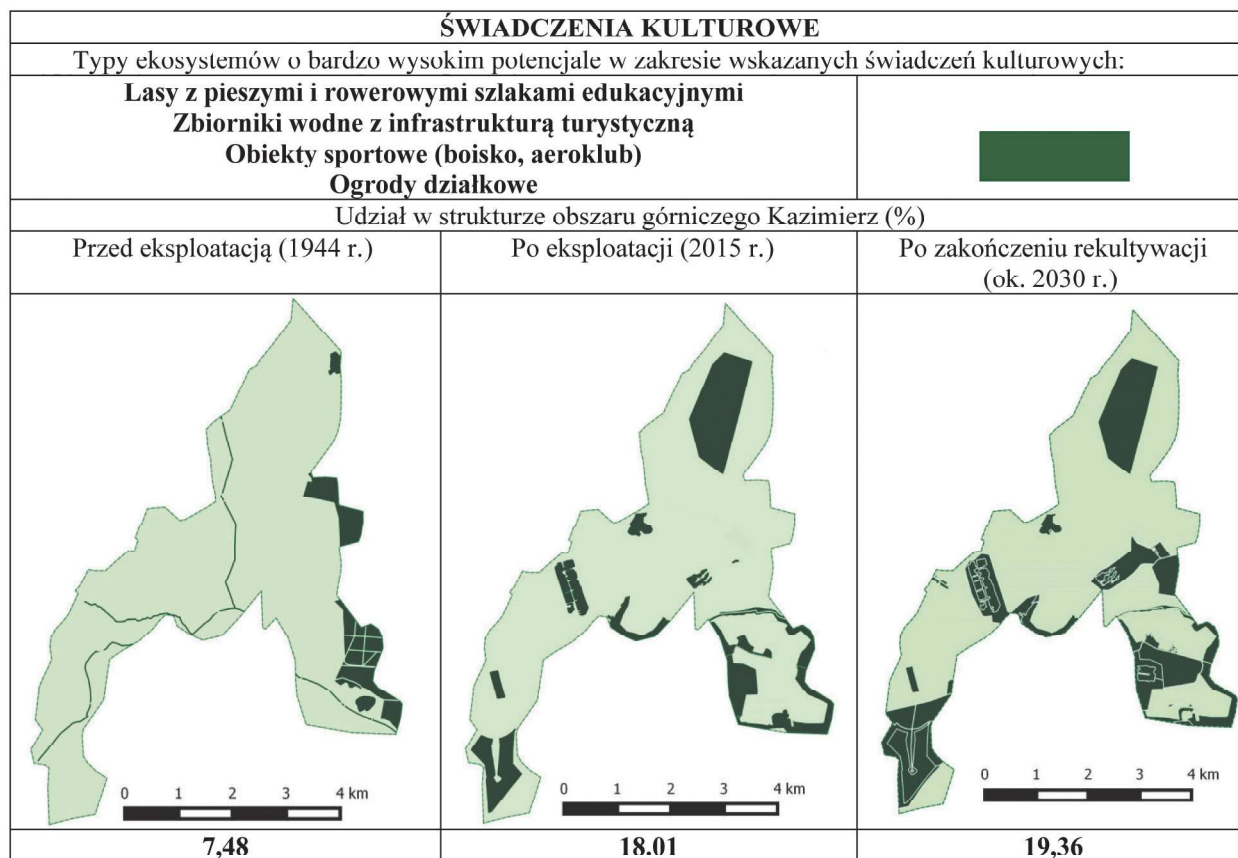 ŚWIADCZENIA KULTUROWE
Typy ekosystemów o bardzo wysokim potencjale w zakresie wskazanych świadczeń kulturowych:
Lasy z pieszymi i rowerowymi szlakami edukacyjnymi
Zbiorniki wodne z infrastrukturą turystyczną
Obiekty sportowe (boisko, aeroklub)
Ogrody działkowe
Udział w strukturze obszaru górniczego Kazimierz (%)
Przed eksploatacją (1944 r.)
Po eksploatacji (2015 r.)
Po zakończeniu rekultywacji
(ok. 2030 r.)
0 1 2 3 4 km
0 1 2 3 4 km
0 1 2 3 4 km
7,48
18.01
19,36